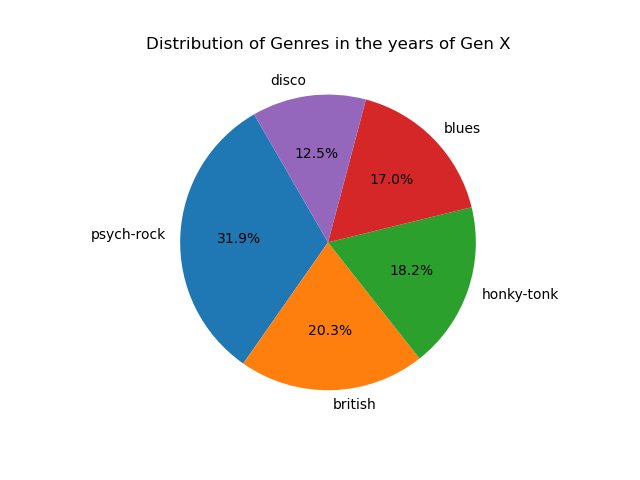 Distribution of Genres in the years of Gen X
disco
blues
12.5%
17.0%
psych-rock
31.9%
18.2%
honky-tonk
20.3%
british